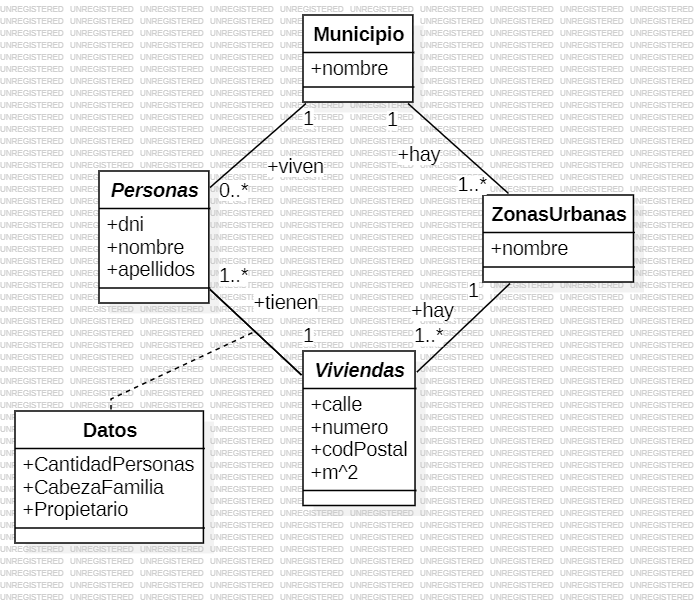 Municipio
+nombre
1
1
+viven
+hay
0..*
1..*
Personas
+dni
+nombre
+apellidos
ZonasUrbanas
+nombre
1..*
+tienen
1
1
+hay
1..*
Viviendas
+calle
+numero
+codPostal
+m^2
Datos
+CantidadPersonas
+CabezaFamilia
+Propietario
UNREGISTERED